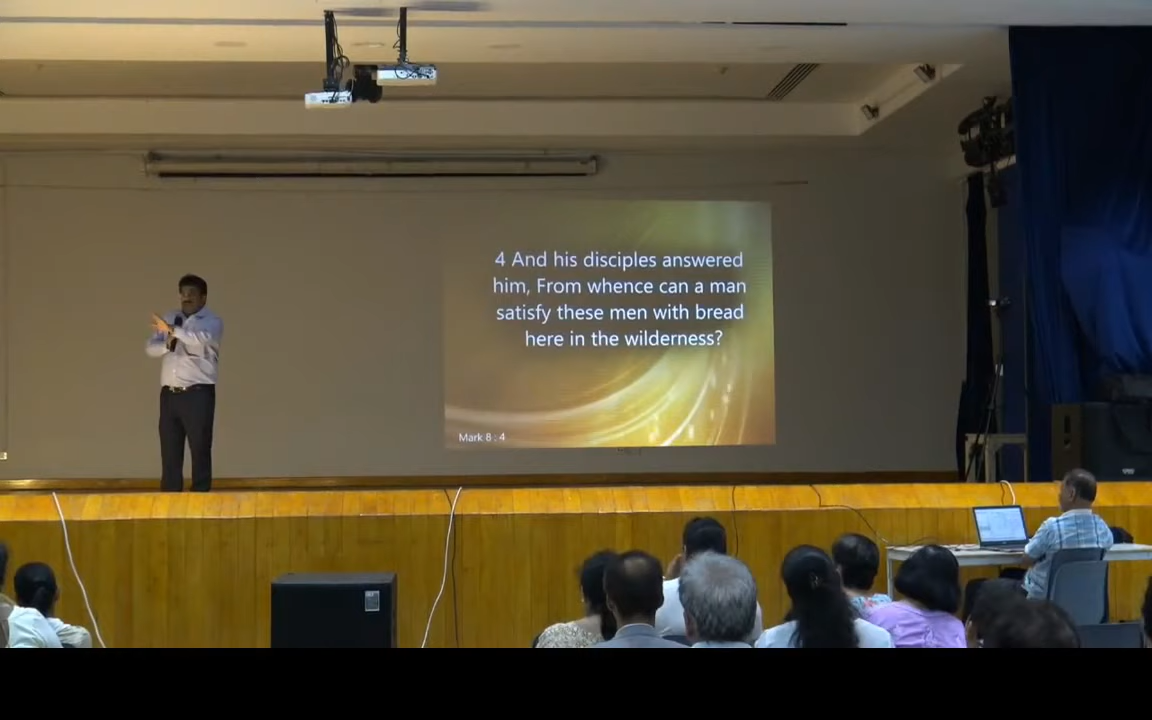 4 And his disciples answered
him, From whence can a man
satisfy these men with bread
here in the wilderness?
Mark 8 : 4